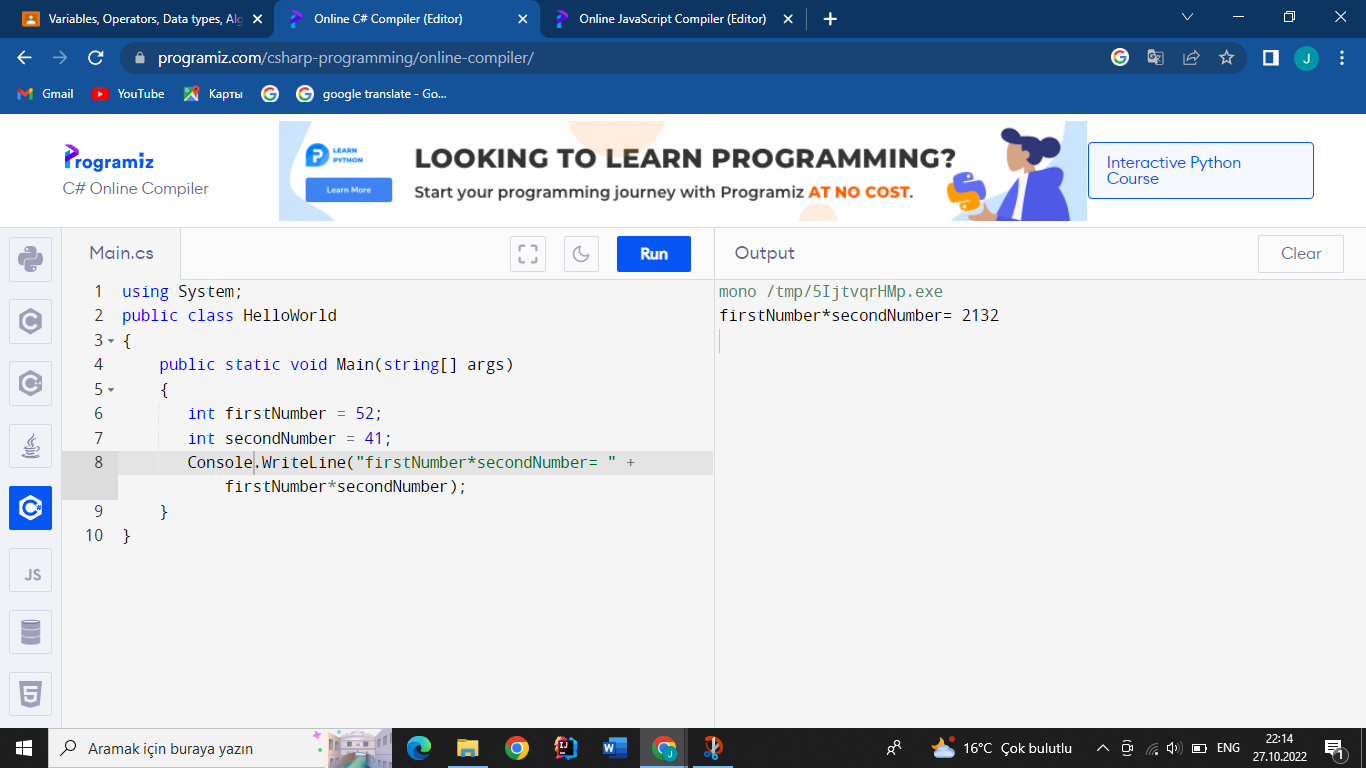 Variables, Operators, Data types, Alg
Online C# Compiler (Editor)
Online JavaScript Compiler (Editor)
programiz.com/csharp-programming/online-compiler/
J
Gmail
YouTube
Карты
google translate - Go...
Programiz
C# Online Compiler
LEARN
PYTHON
Learn More
LOOKING TO LEARN PROGRAMMING?
Start your programming journey with Programiz AT NO COST.
Interactive Python
Course
Main.cs
Run
Output
Clear
1 using System;
2 public class HelloWorld
3 {
4 public static void Main(string[] args)
5 {
6 int firstNumber = 52;
7 int secondNumber = 41;
8 Console.WriteLine("firstNumber*secondNumber= " +
firstNumber*secondNumber);
9 }
10 }
mono /tmp/5IjtvqrHMp.exe
firstNumber*secondNumber= 2132
JS
Aramak için buraya yazın
16°C Çok bulutlu
ENG
22:14
27.10.2022
1